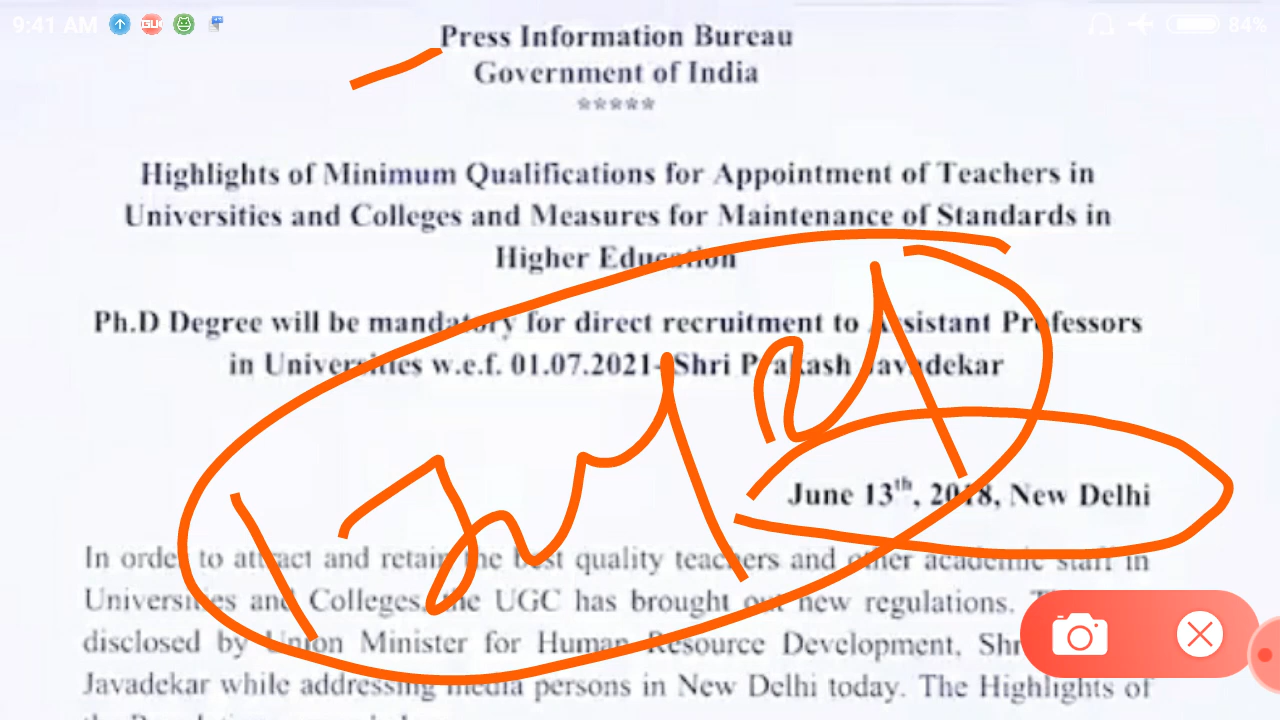 9:41 AM
84%
Press Information Bureau
Government of India
*****
Highlights of Minimum Qualifications for Appointment of Teachers in
Universities and Colleges and Measures for Maintenance of Standards in
Higher Education
Ph.D Degree will be mandatory for direct recruitment to Assistant Professors
in Universities w.e.f. 01.07.2021- Shri Prakash Javadekar
June 13th, 2018, New Delhi
In order to attract and retain the best quality teachers and other academic staff in
Universities and Colleges, the UGC has brought out new regulations.
disclosed by Union Minister for Human Resource Development, Shr
Javadekar while addressing media persons in New Delhi today. The Highlights of